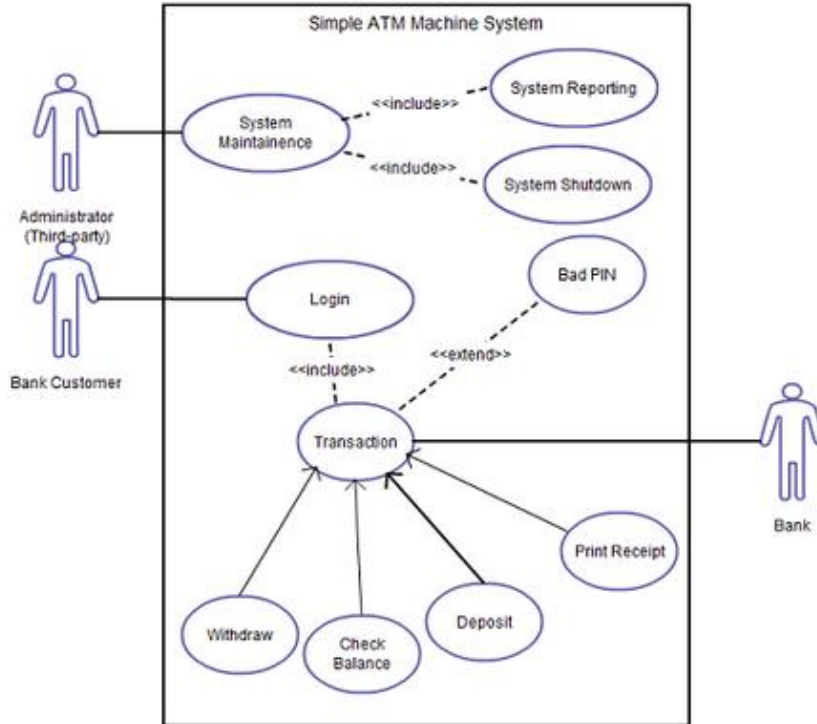 Simple ATM Machine System
System Reporting
<<include>>
System
Maintainence
<<include>>
System Shutdown
Administrator
(Third-party)
Bad PIN
Login
<<extend>>
<<include>>
Bank Customer
Transaction
Bank
Print Receipt
Deposit
Withdraw
Check
Balance